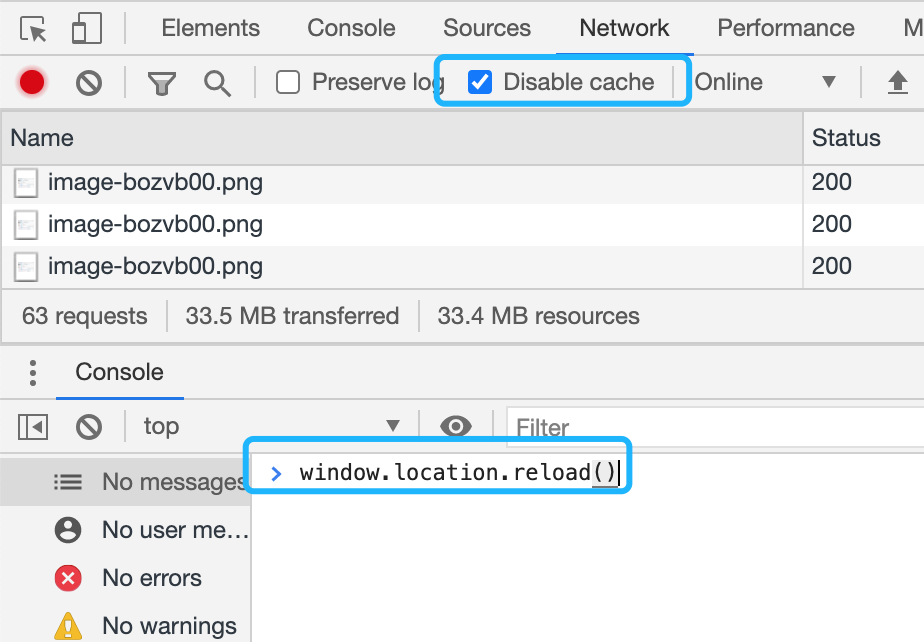 Elements Console Sources Network Performance M
Preserve log Disable cache Online
Name Status
image-bozvb00.png 200
image-bozvb00.png 200
image-bozvb00.png 200
63 requests 33.5 MB transferred 33.4 MB resources
Console
top Filter
> window.location.reload()
No messages
No user me…
No errors
No warnings